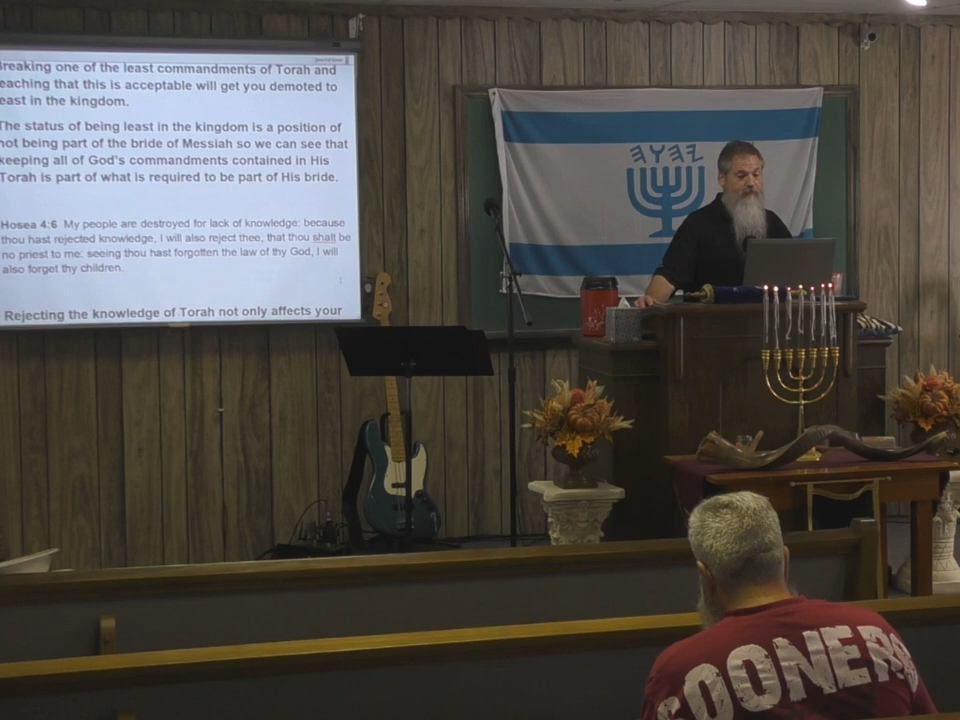 Breaking one of the least commandments of Torah and
eaching that this is acceptable will get you demoted to
east in the kingdom.
The status of being least in the kingdom is a position of
not being part of the bride of Messiah so we can see that
keeping all of God's commandments contained in His
Torah is part of what is required to be part of His bride.
Hosea 4:6 My people are destroyed for lack of knowledge: because
thou hast rejected knowledge, I will also reject thee, that thou shalt be
no priest to me: seeing thou hast forgotten the law of thy God, I will
also forget thy children.
Rejecting the knowledge of Torah not only affects your
𐤉𐤄𐤅𐤄
SOONERS